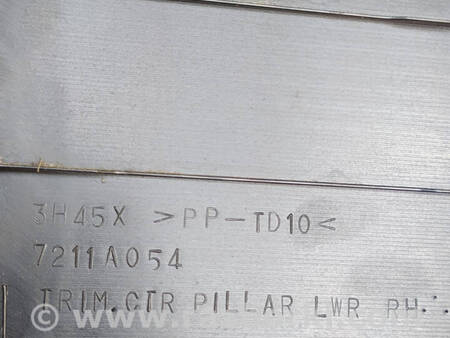 3H45X >PP-TD10<
7211A054
TRIM,CTR PILLAR LWR RH